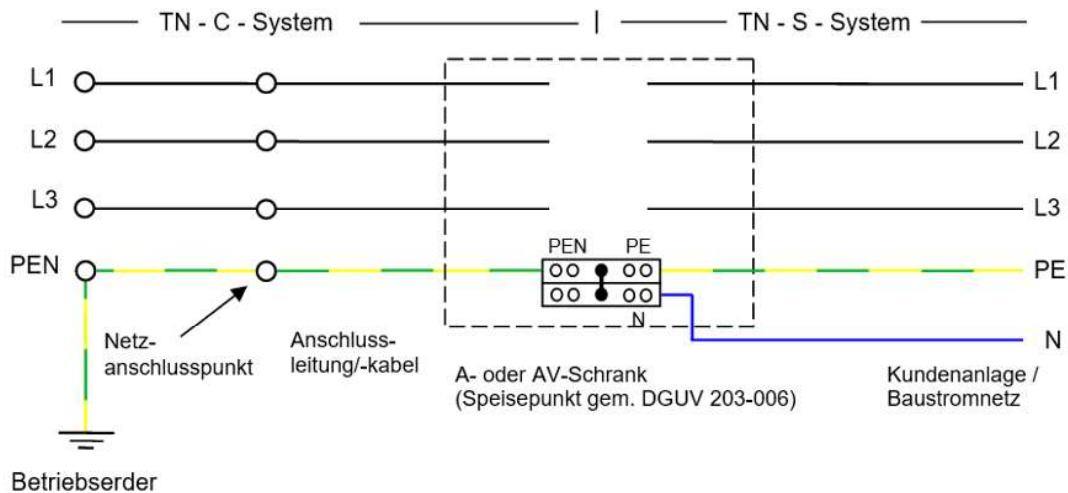 TN - C - System
TN - S - System
L1
L1
L2
L2
L3
L3
PEN
PEN
PE
PE
N
N
Netz-
anschlusspunkt
Anschluss-
leitung/-kabel
A- oder AV-Schrank
(Speisepunkt gem. DGUV 203-006)
Kundenanlage /
Baustromnetz
Betriebserder